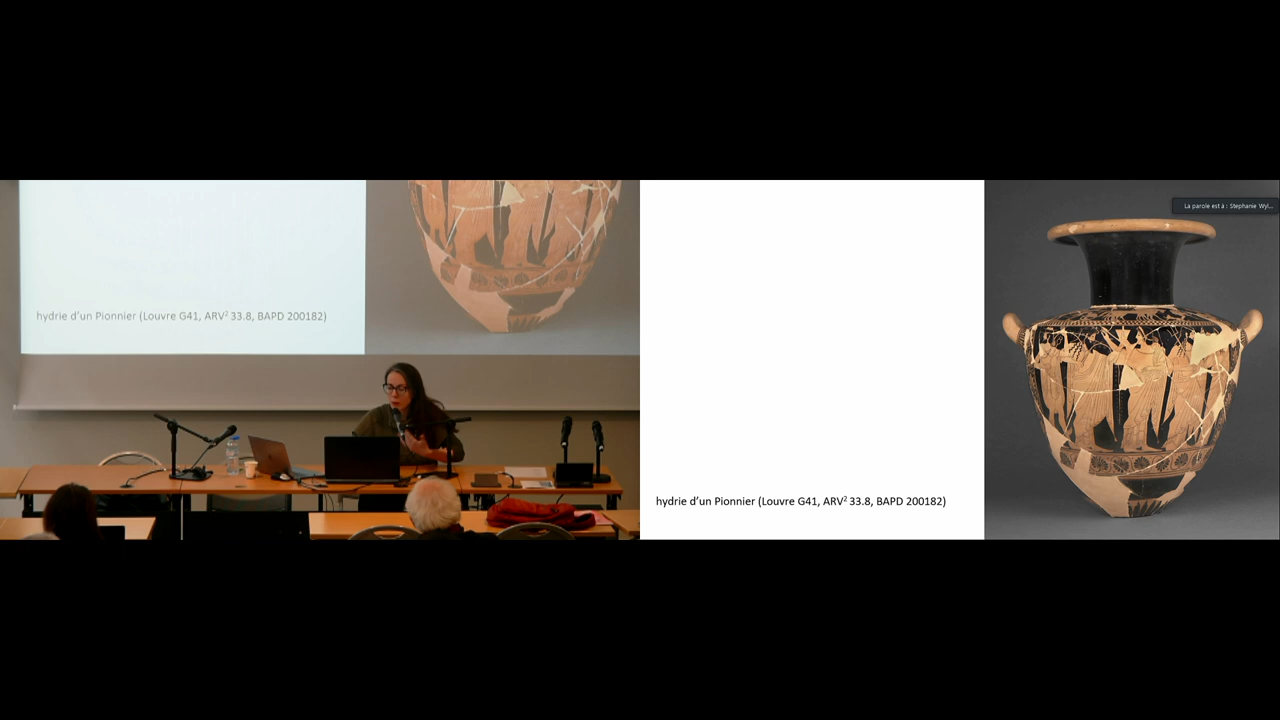 hydrie d'un Pionnier (Louvre G41, ARV² 33.8, BAPD 200182)
La parole est à : Stephanie Wyl...
hydrie d'un Pionnier (Louvre G41, ARV² 33.8, BAPD 200182)